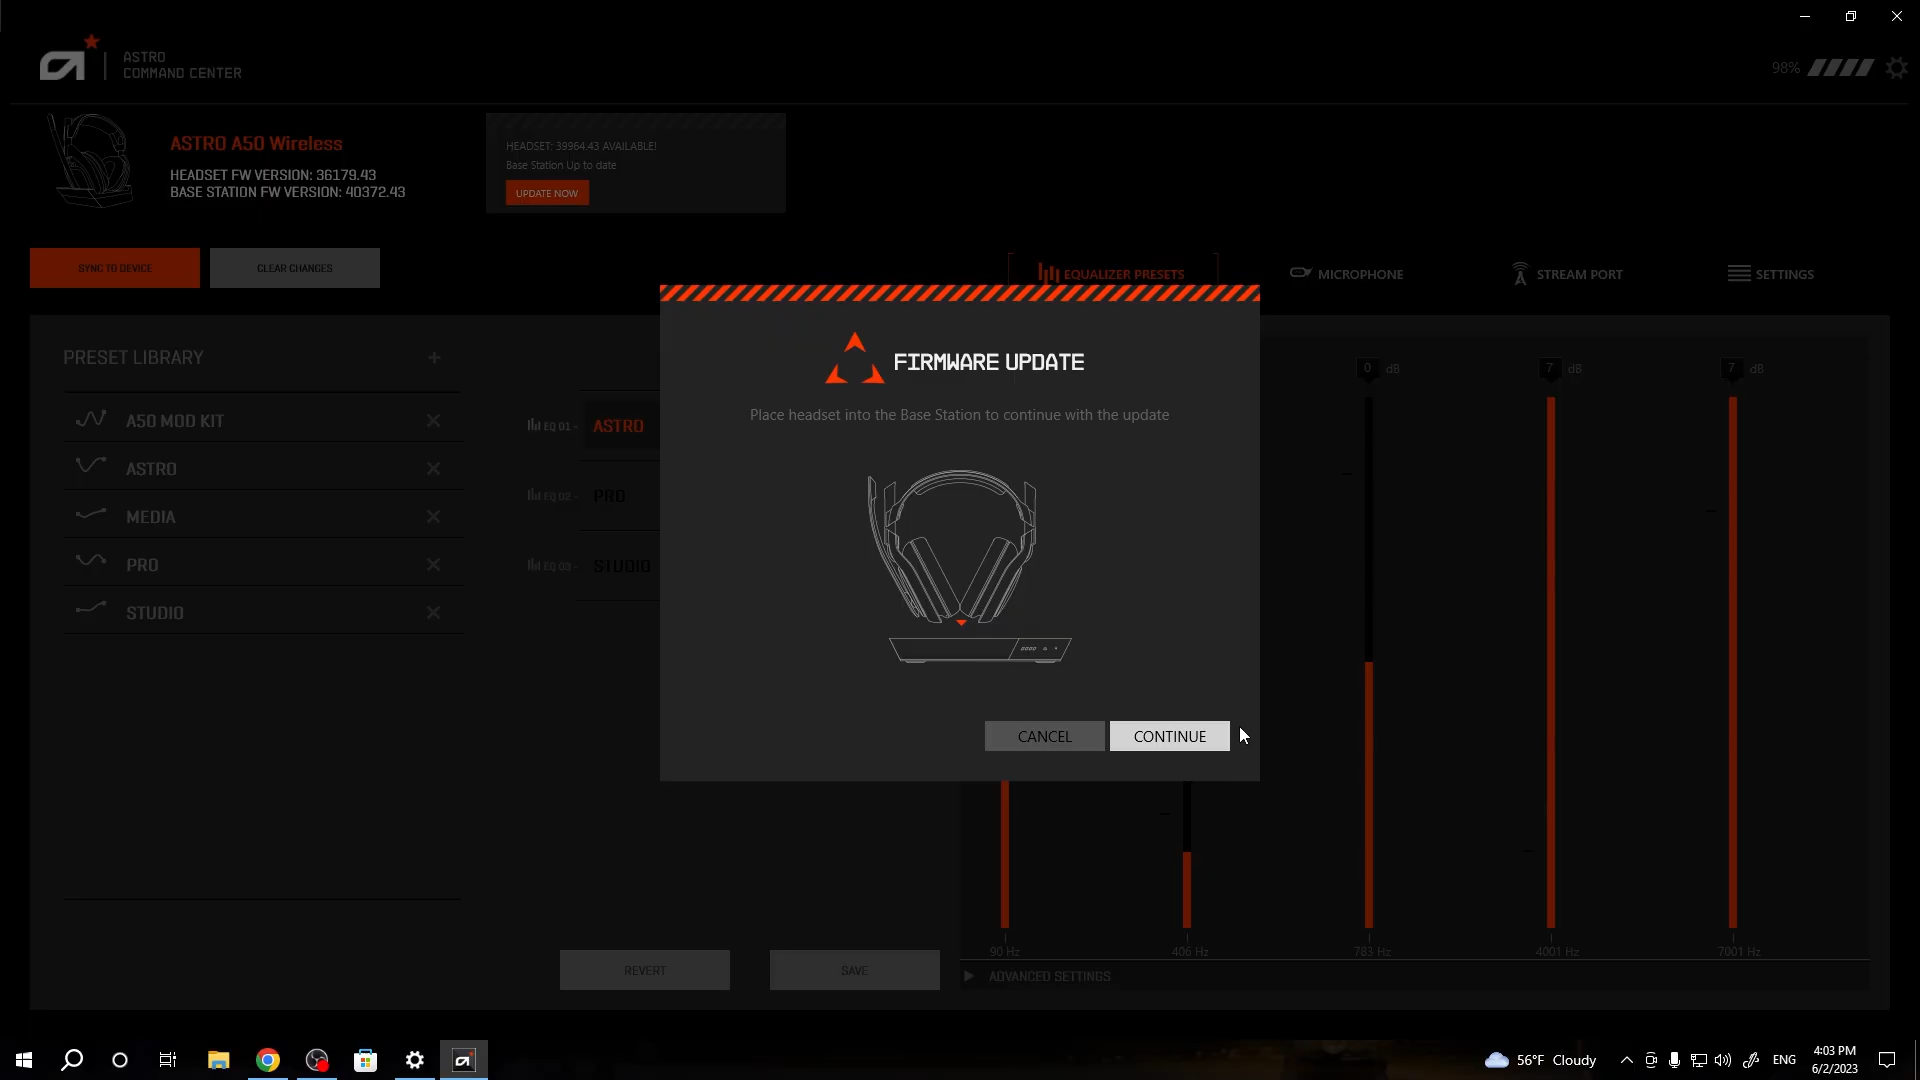 ASTRO
COMMAND CENTER
98%
ASTRO A50 Wireless
HEADSET FW VERSION: 36179.43
BASE STATION FW VERSION: 40372.43
HEADSET: 39964.43 AVAILABLE!
Base Station Up to date
UPDATE NOW
SYNC TO DEVICE
CLEAR CHANGES
EQUALIZER PRESETS
MICROPHONE
STREAM PORT
SETTINGS
FIRMWARE UPDATE
Place headset into the Base Station to continue with the update
CANCEL
CONTINUE
PRESET LIBRARY
+
A50 MOD KIT
ASTRO
MEDIA
PRO
STUDIO
EQ 01 - ASTRO
EQ 02 - PRO
EQ 03 - STUDIO
0 dB
7 dB
7 dB
90 Hz
406 Hz
783 Hz
4001 Hz
7001 Hz
REVERT
SAVE
ADVANCED SETTINGS
56°F Cloudy
ENG
4:03 PM
6/2/2023